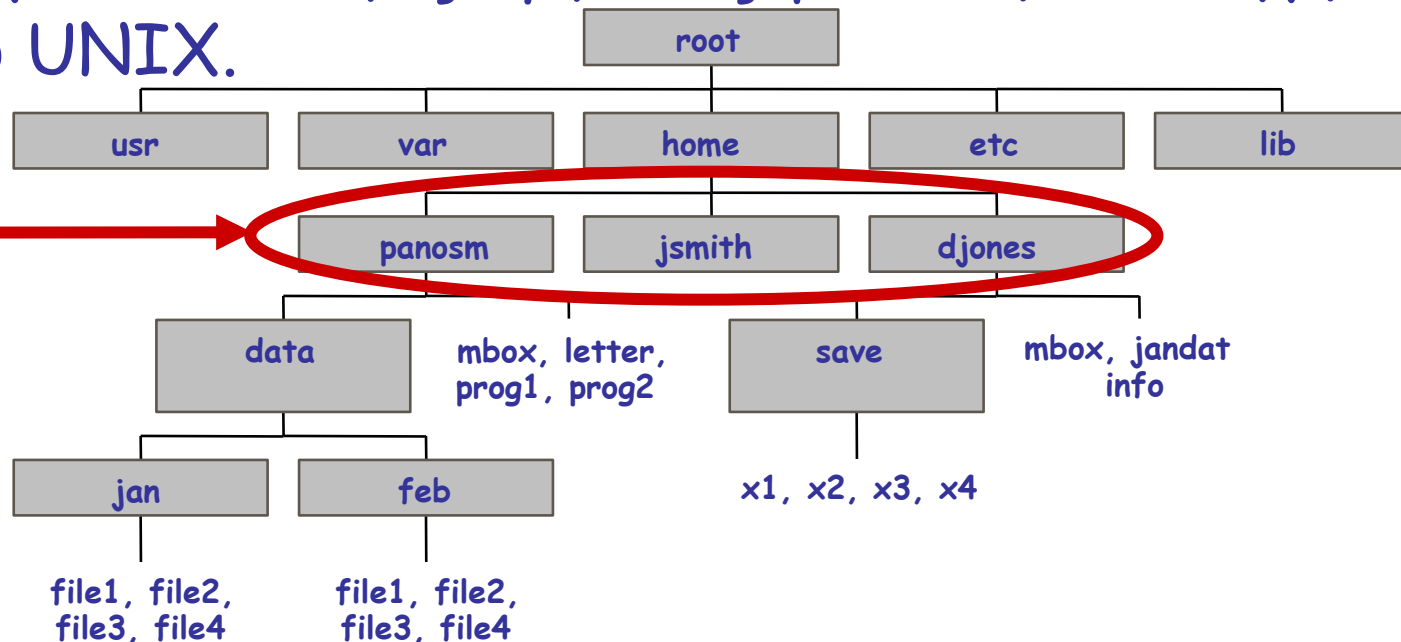 UNIX.
root
usr
var
home
etc
lib
panosm
jsmith
djones
data
mbox, letter,
prog1, prog2
save
mbox, jandat
info
jan
feb
x1, x2, x3, x4
file1, file2,
file3, file4
file1, file2,
file3, file4